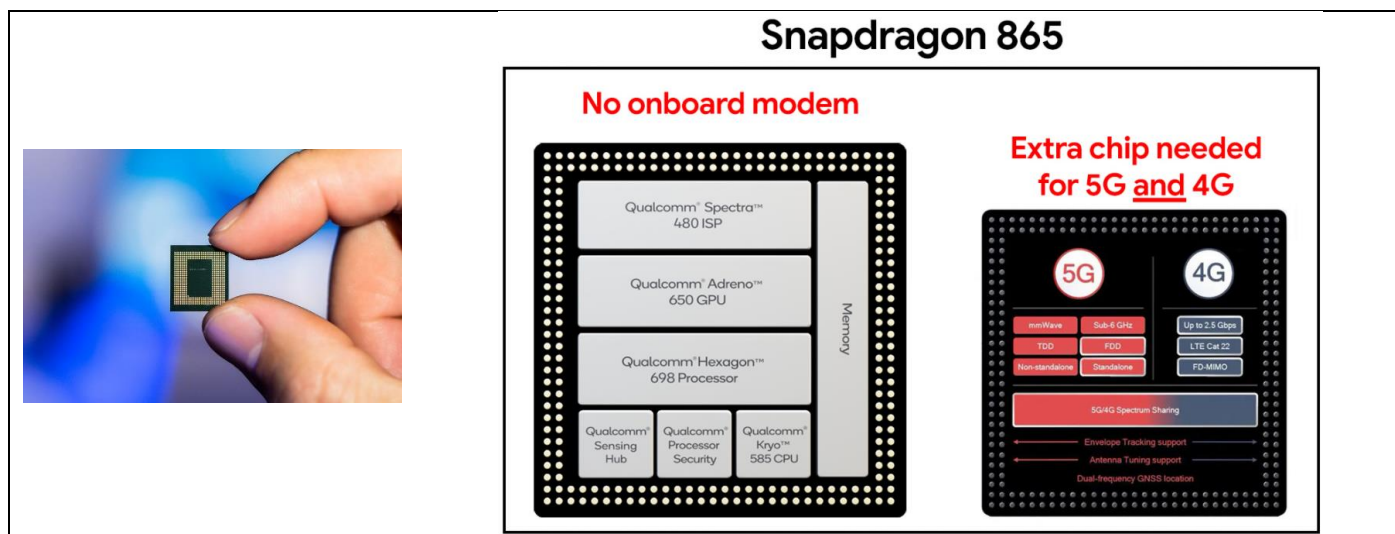 Snapdragon 865
No onboard modem
Qualcomm® Spectra™
480 ISP
Qualcomm® Adreno™
650 GPU
Qualcomm® Hexagon™
698 Processor
Qualcomm®
Sensing
Hub
Qualcomm®
Processor
Security
Qualcomm®
Kryo™
585 CPU
Memory
Extra chip needed
for 5G and 4G
5G
4G
mmWave
Sub-6 GHz
TDD
FDD
Non-standalone
Standalone
Up to 2.5 Gbps
LTE Cat 22
FD-MIMO
5G/4G Spectrum Sharing
Envelope Tracking support
Antenna Tuning support
Dual-frequency GNSS location